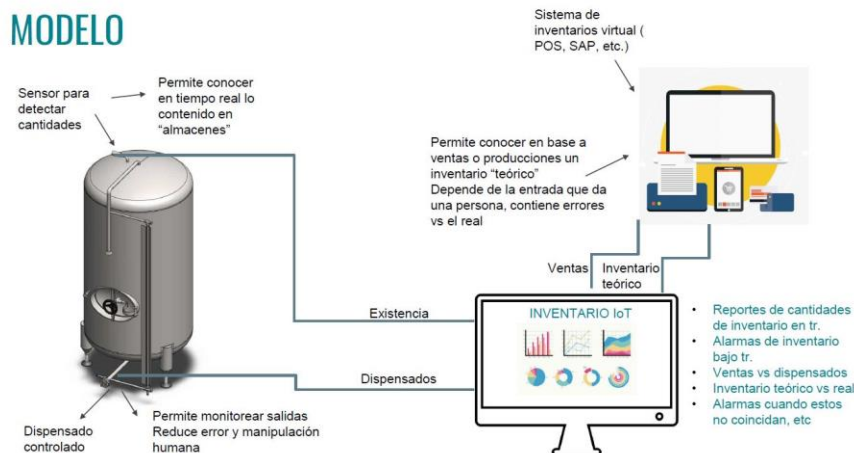 MODELO
Sensor para
detectar
cantidades
Permite conocer
en tiempo real lo
contenido en
“almacenes”
Sistema de
inventarios virtual (
POS, SAP, etc.)
Permite conocer en base a
ventas o producciones un
inventario “teórico”
Depende de la entrada que da
una persona, contiene errores
vs el real
Ventas
Inventario
teórico
Existencia
INVENTARIO IoT
Dispensados
• Reportes de cantidades
de inventario en tr.
• Alarmas de inventario
bajo tr.
• Ventas vs dispensados
• Inventario teórico vs real
• Alarmas cuando estos
no coincidan, etc
Dispensado
controlado
Permite monitorear salidas
Reduce error y manipulación
humana